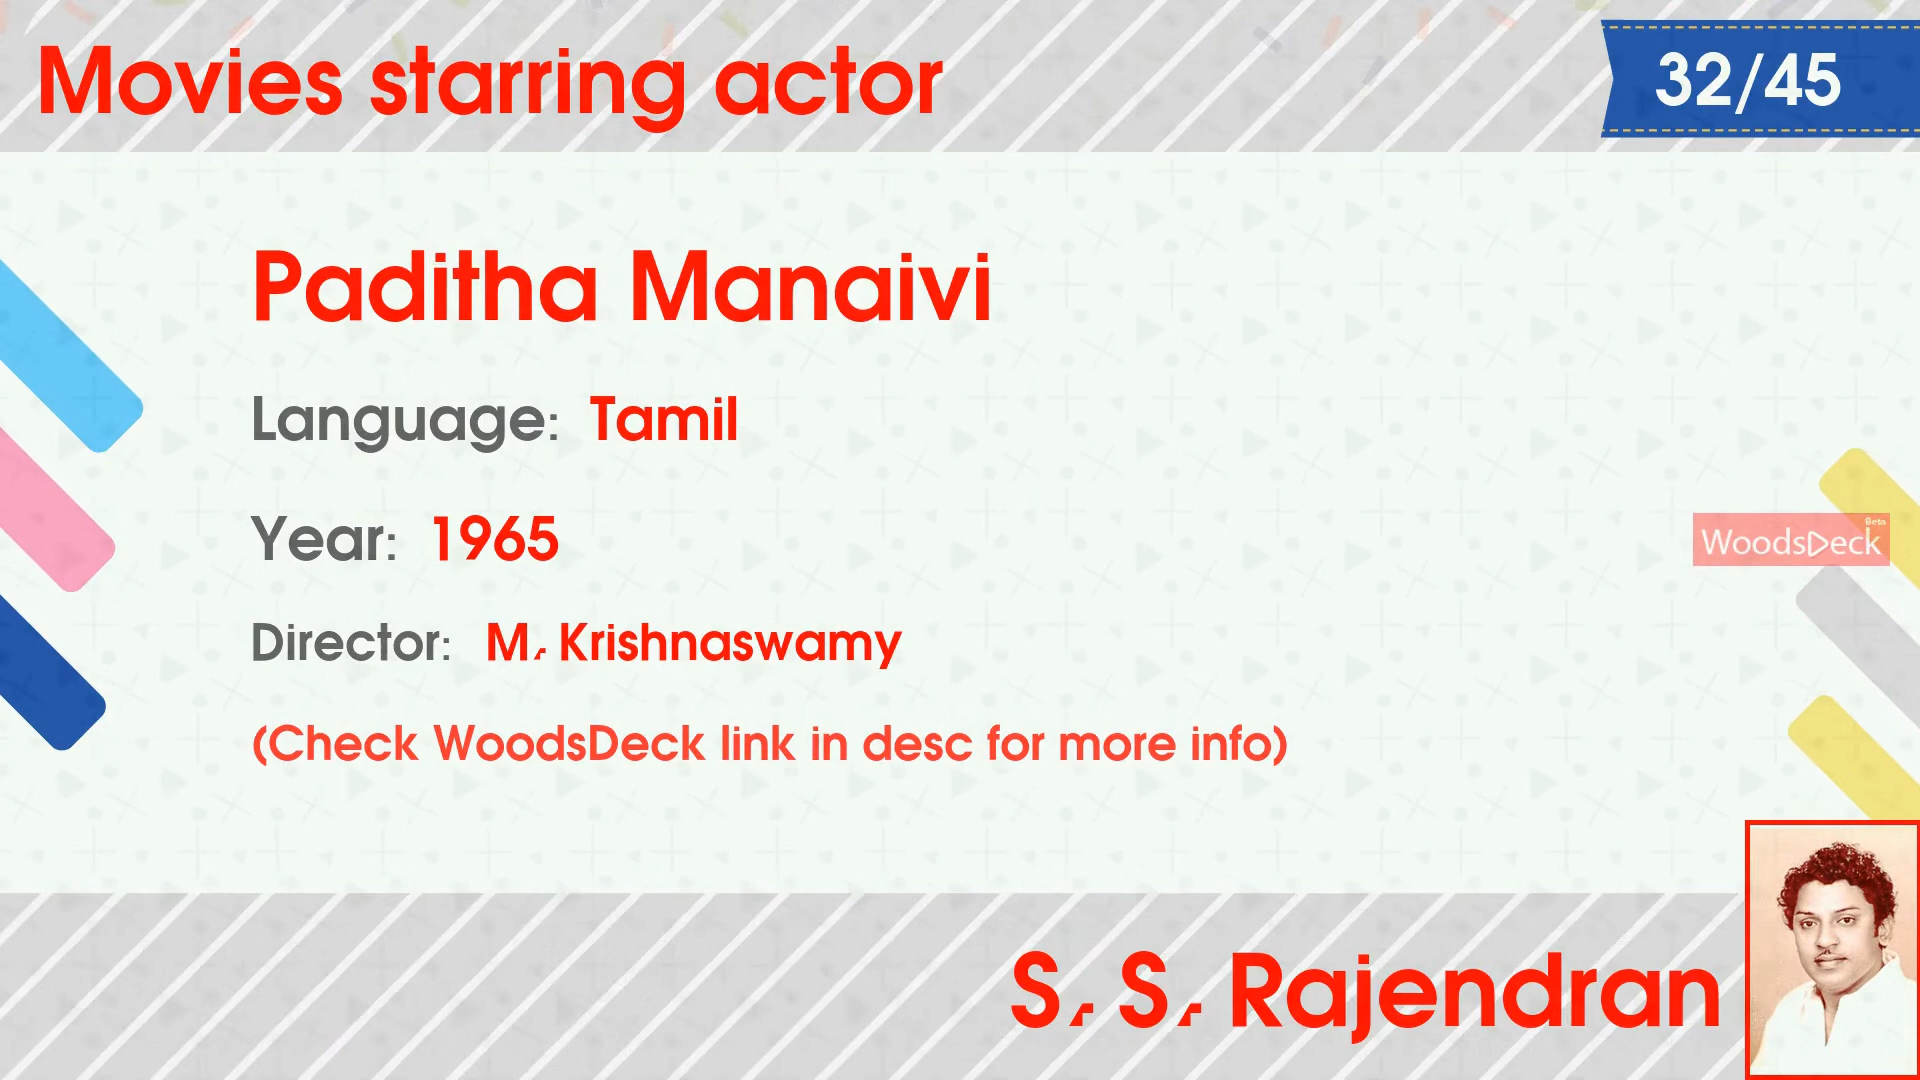 Movies starring actor
32/45
Paditha Manaivi
Language: Tamil
Year: 1965
Director: M. Krishnaswamy
(Check WoodsDeck link in desc for more info)
WoodsDeck Beta
S. S. Rajendran